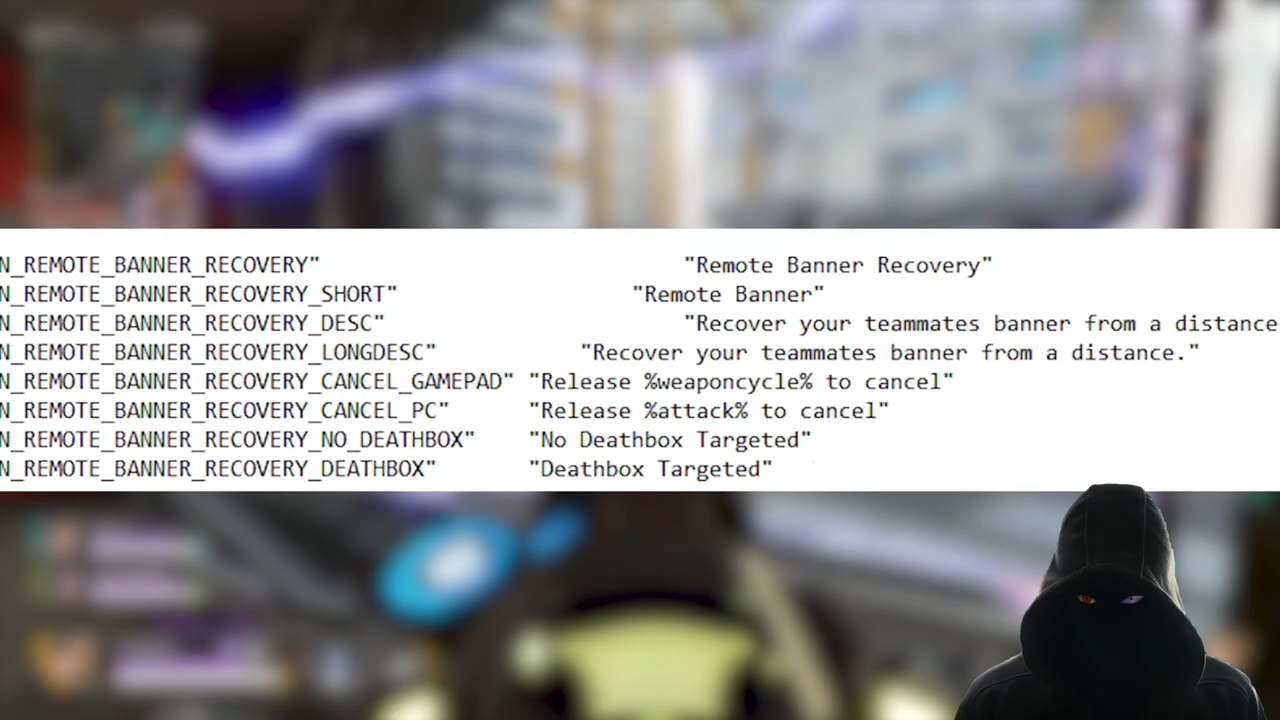 N_REMOTE_BANNER_RECOVERY" "Remote Banner Recovery"
N_REMOTE_BANNER_RECOVERY_SHORT" "Remote Banner"
N_REMOTE_BANNER_RECOVERY_DESC" "Recover your teammates banner from a distance
N_REMOTE_BANNER_RECOVERY_LONGDESC" "Recover your teammates banner from a distance."
N_REMOTE_BANNER_RECOVERY_CANCEL_GAMEPAD" "Release %weaponcycle% to cancel"
N_REMOTE_BANNER_RECOVERY_CANCEL_PC" "Release %attack% to cancel"
N_REMOTE_BANNER_RECOVERY_NO_DEATHBOX" "No Deathbox Targeted"
N_REMOTE_BANNER_RECOVERY_DEATHBOX" "Deathbox Targeted"